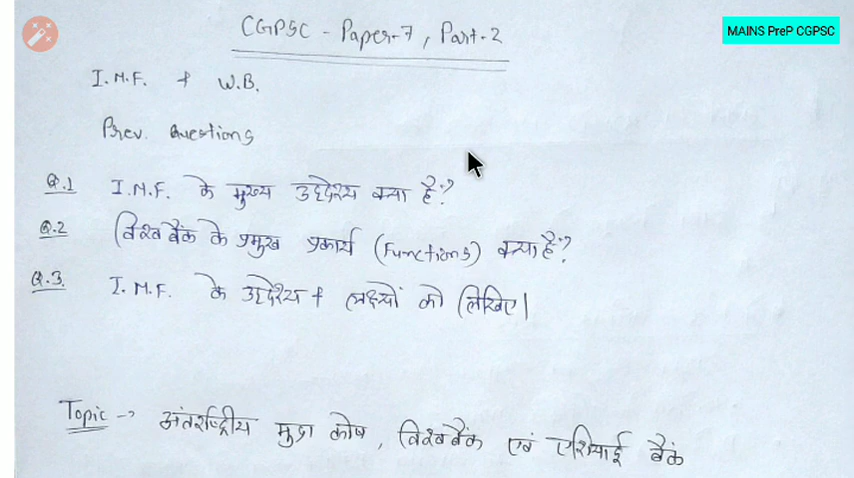 CGPSC - Paper-7, Part-2
MAINS PreP CGPSC
I.M.F. & W.B.
Prev. Questions
Q.1 I.M.F. के मुख्य उद्देश्य क्या हैं?
Q.2 विश्व बैंक के प्रमुख प्रकार्य (Functions) क्या हैं?
Q.3. I.M.F. के उद्देश्य & लक्ष्यों को लिखिए।
Topic → अंतर्राष्ट्रीय मुद्रा कोष, विश्व बैंक एवं एशियाई बैंक